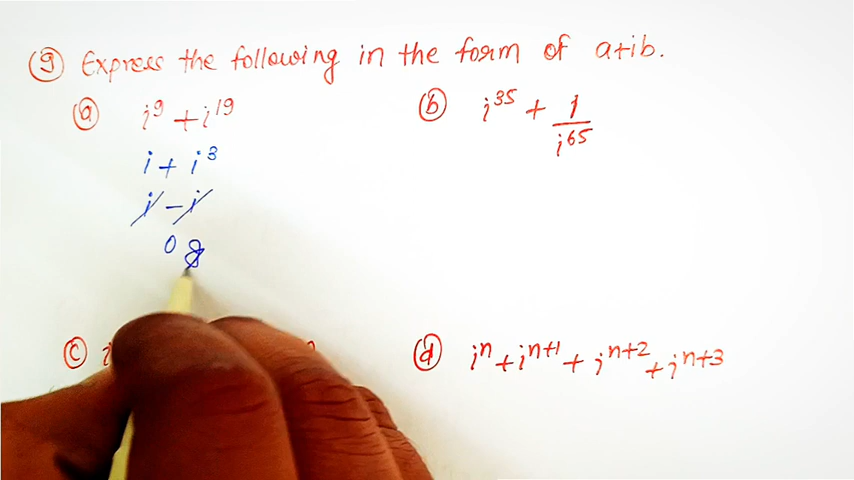 ⑨ Express the following in the form of a+ib.
ⓐ i⁹ + i¹⁹
ⓑ i³⁵ + 1/i⁶⁵
i + i³
i - i
0
ⓒ
ⓓ iⁿ + iⁿ⁺¹ + iⁿ⁺² + iⁿ⁺³